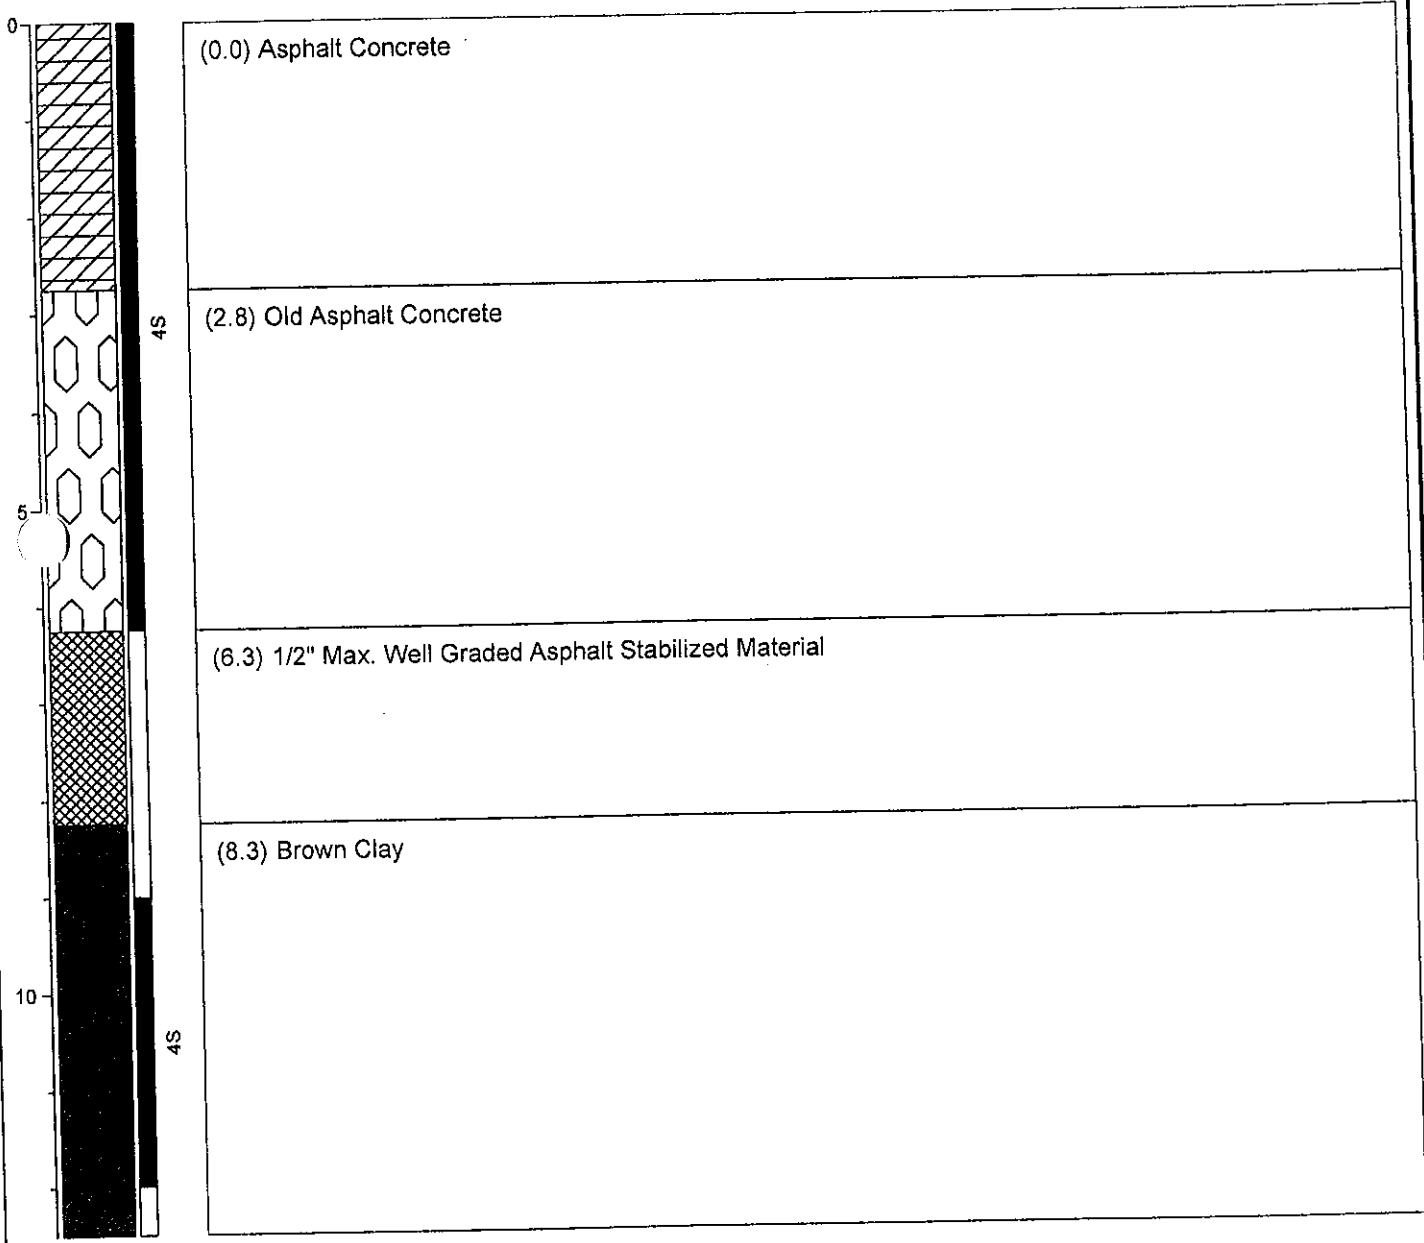 0
(0.0) Asphalt Concrete
(2.8) Old Asphalt Concrete
4S
5
(6.3) 1/2" Max. Well Graded Asphalt Stabilized Material
(8.3) Brown Clay
10
4S